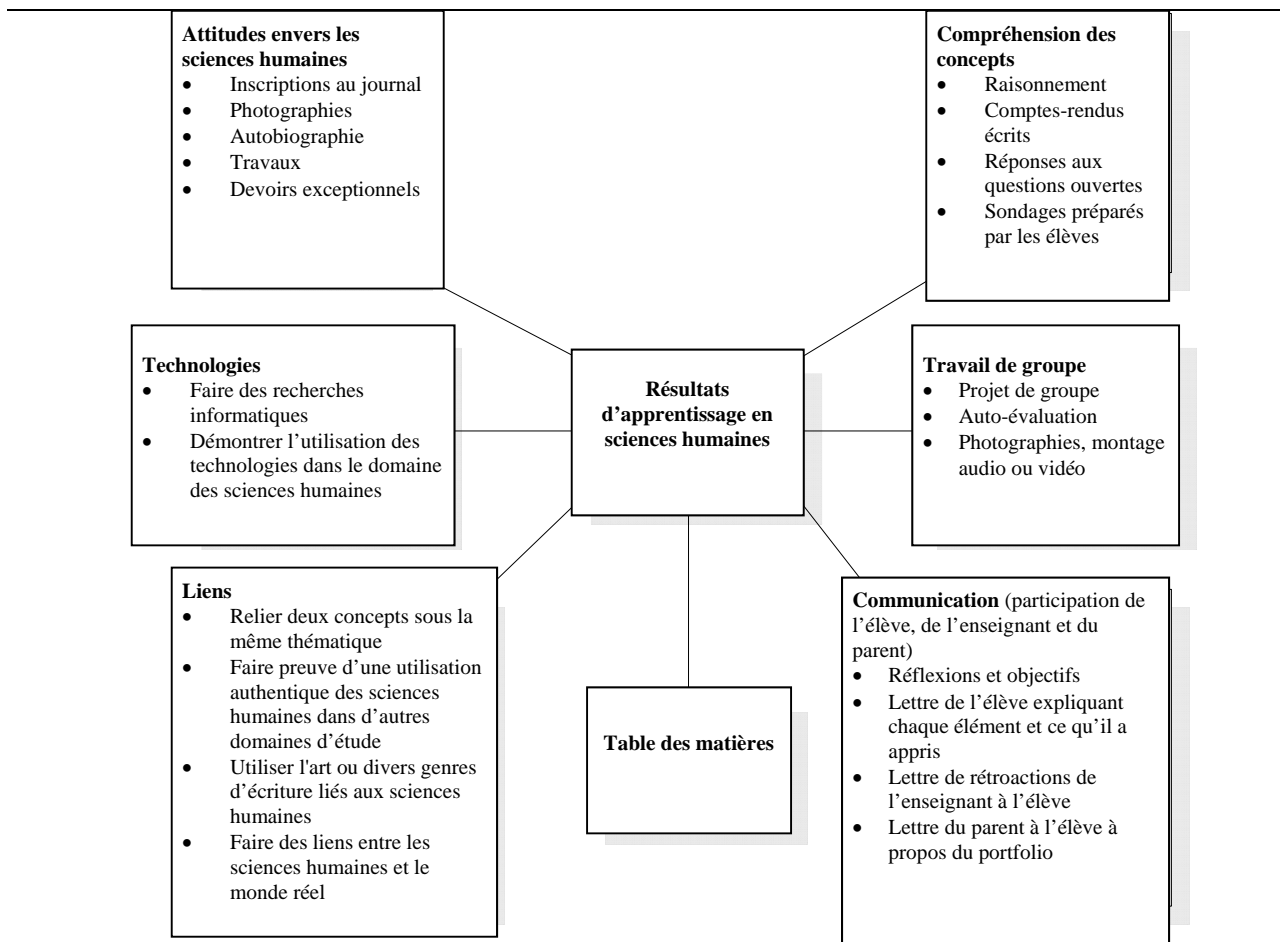 Attitudes envers les
sciences humaines
• Inscriptions au journal
• Photographies
• Autobiographie
• Travaux
• Devoirs exceptionnels
Compréhension des
concepts
• Raisonnement
• Comptes-rendus
écrits
• Réponses aux
questions ouvertes
• Sondages préparés
par les élèves
Technologies
• Faire des recherches
informatiques
• Démontrer l’utilisation des
technologies dans le domaine
des sciences humaines
Résultats
d’apprentissage en
sciences humaines
Travail de groupe
• Projet de groupe
• Auto-évaluation
• Photographies, montage
audio ou vidéo
Liens
• Relier deux concepts sous la
même thématique
• Faire preuve d’une utilisation
authentique des sciences
humaines dans d’autres
domaines d’étude
• Utiliser l'art ou divers genres
d’écriture liés aux sciences
humaines
• Faire des liens entre les
sciences humaines et le
monde réel
Table des matières
Communication (participation de
l’élève, de l’enseignant et du
parent)
• Réflexions et objectifs
• Lettre de l’élève expliquant
chaque élément et ce qu’il a
appris
• Lettre de rétroactions de
l’enseignant à l’élève
• Lettre du parent à l’élève à
propos du portfolio